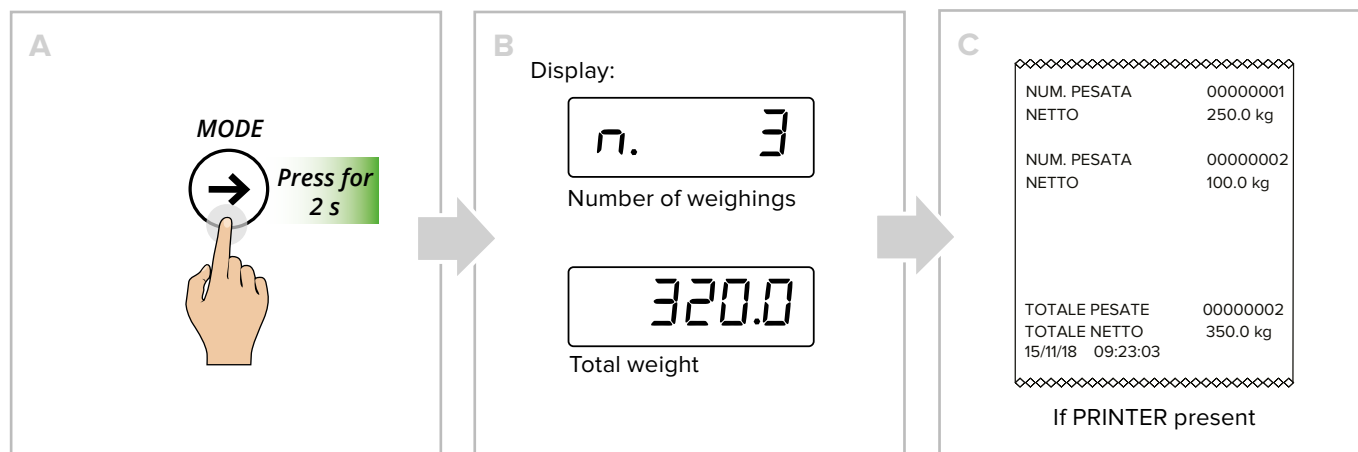 A
MODE
Press for
2 s
B
Display:
n. 3
Number of weighings
320.0
Total weight
C
NUM. PESATA 00000001
NETTO 250.0 kg
NUM. PESATA 00000002
NETTO 100.0 kg
TOTALE PESATE 00000002
TOTALE NETTO 350.0 kg
15/11/18 09:23:03
If PRINTER present